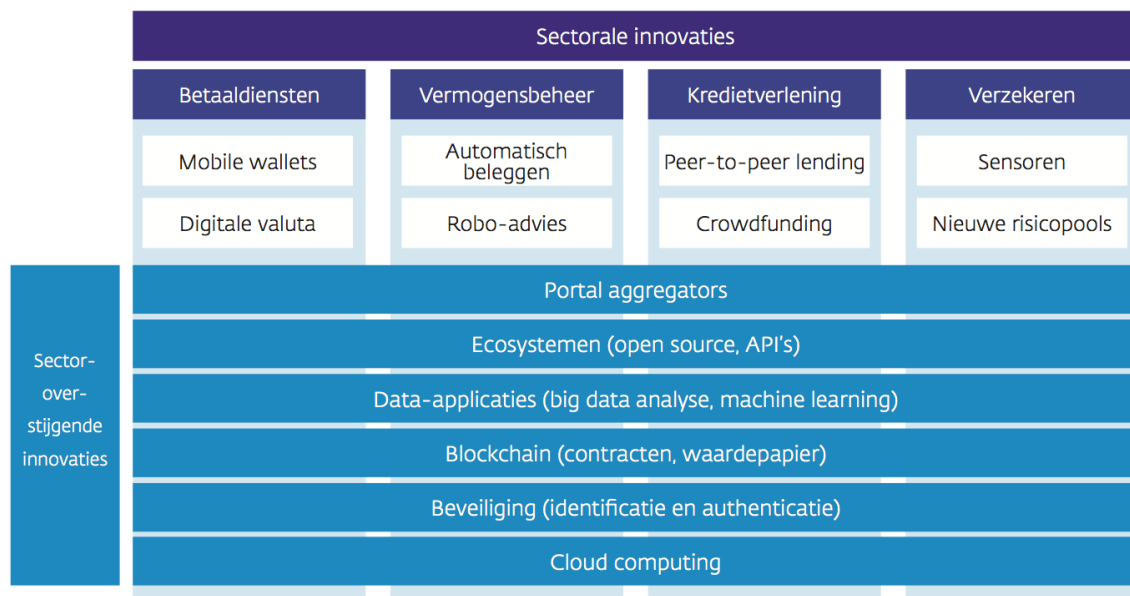 Sectorale innovaties
Betaaldiensten
Vermogensbeheer
Kredietverlening
Verzekeren
Mobile wallets
Automatisch
beleggen
Peer-to-peer lending
Sensoren
Digitale valuta
Robo-advies
Crowdfunding
Nieuwe risicopools
Sector-
over-
stijgende
innovaties
Portal aggregators
Ecosystemen (open source, API's)
Data-applicaties (big data analyse, machine learning)
Blockchain (contracten, waardepapier)
Beveiliging (identificatie en authenticatie)
Cloud computing